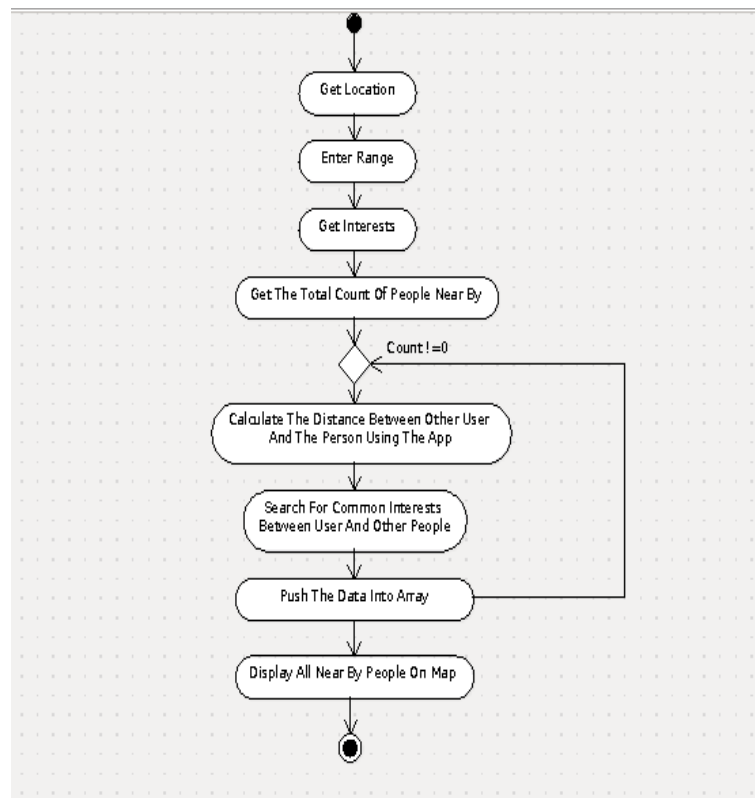 Get Location
Enter Range
Get Interests
Get The Total Count Of People Near By
Count !=0
Calculate The Distance Between Other User
And The Person Using The App
Search For Common Interests
Between User And Other People
Push The Data Into Array
Display All Near By People On Map